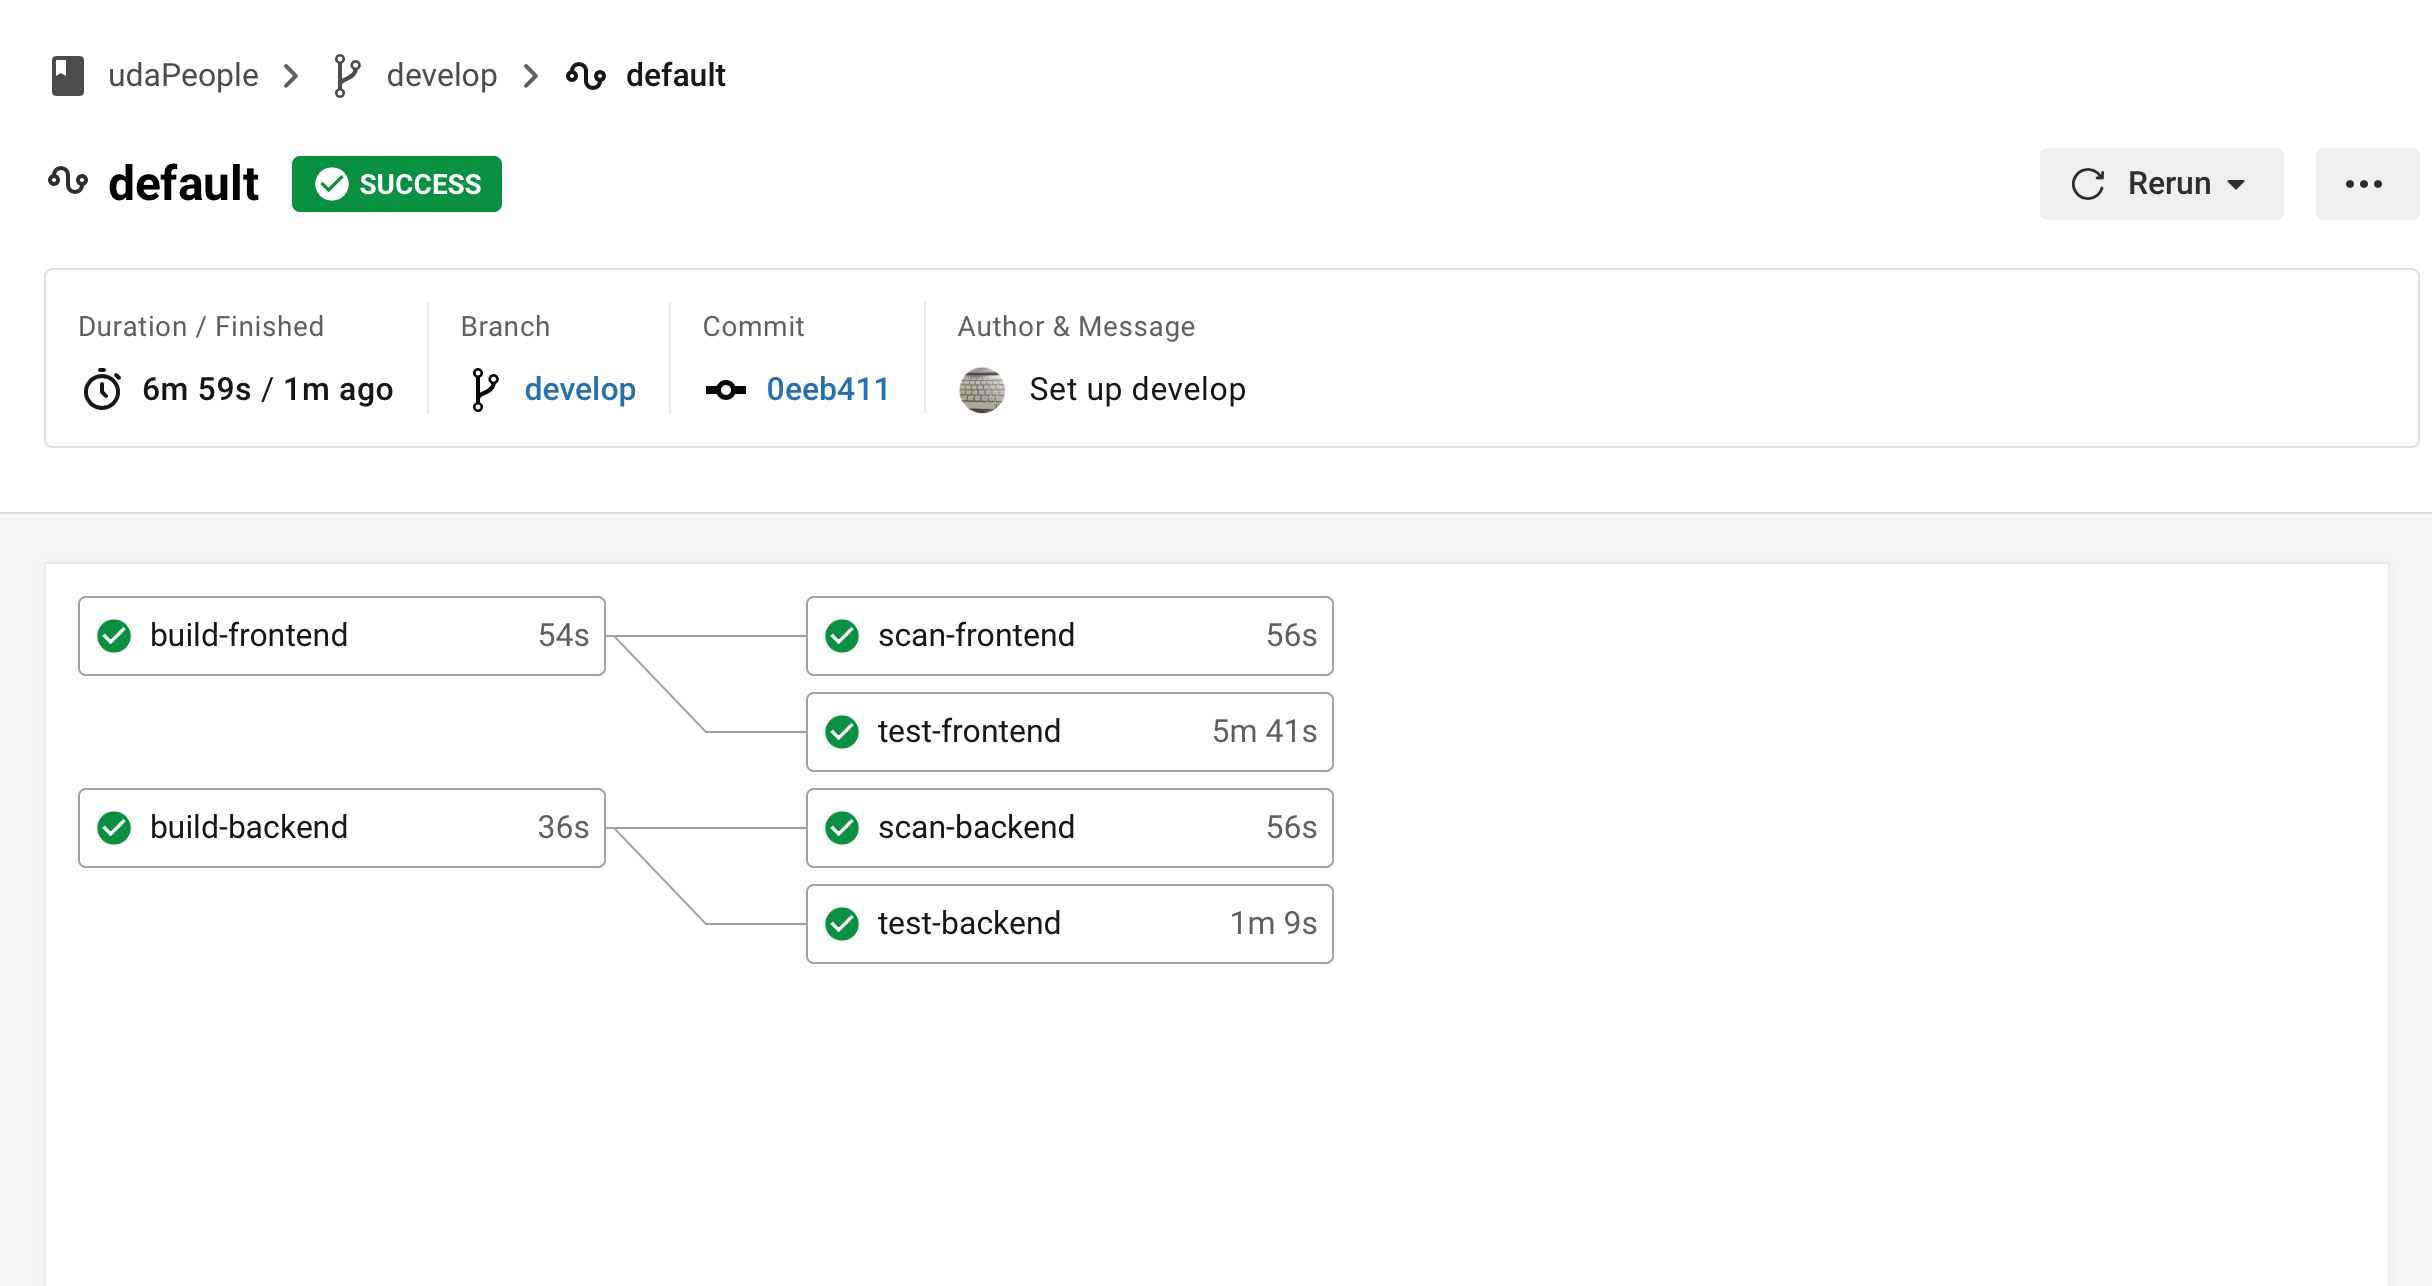 udaPeople develop default
default SUCCESS Rerun
Duration / Finished
6m 59s / 1m ago
Branch
develop
Commit
0eeb411
Author & Message
Set up develop
build-frontend 54s
scan-frontend 56s
test-frontend 5m 41s
build-backend 36s
scan-backend 56s
test-backend 1m 9s